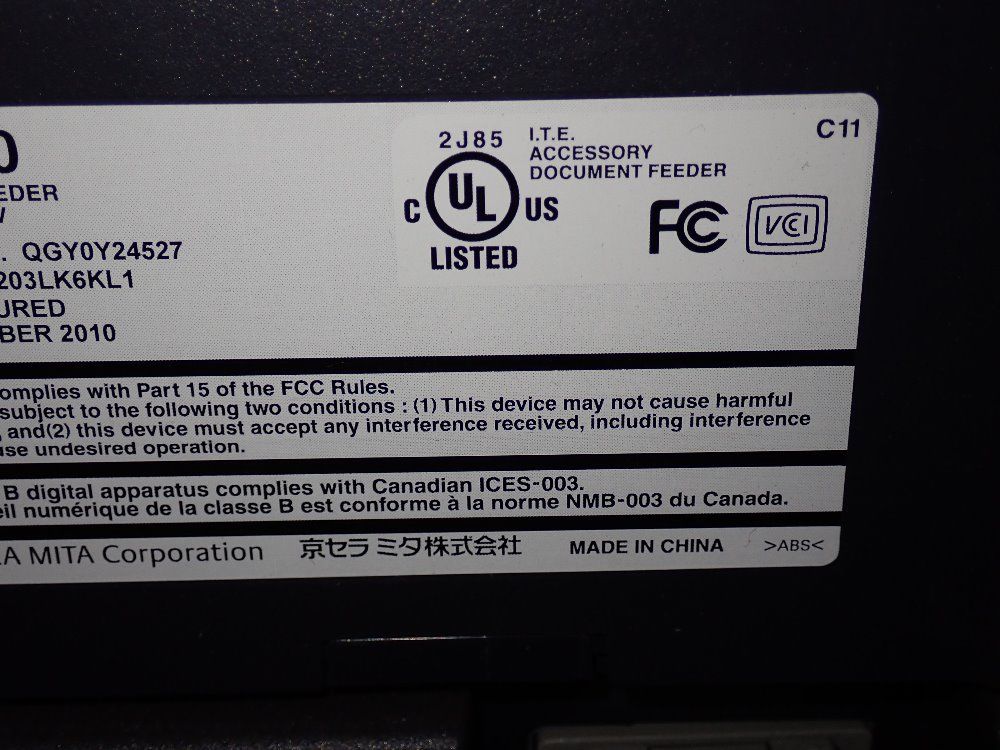 0
EDER
. QGY0Y24527
203LK6KL1
URED
BER 2010
2J85
I.T.E.
ACCESSORY
DOCUMENT FEEDER
C UL US
LISTED
C11
FC
VCI
omplies with Part 15 of the FCC Rules.
subject to the following two conditions : (1) This device may not cause harmful
, and(2) this device must accept any interference received, including interference
use undesired operation.
B digital apparatus complies with Canadian ICES-003.
eil numérique de la classe B est conforme à la norme NMB-003 du Canada.
A MITA Corporation 京セラ ミタ株式会社 MADE IN CHINA >ABS<